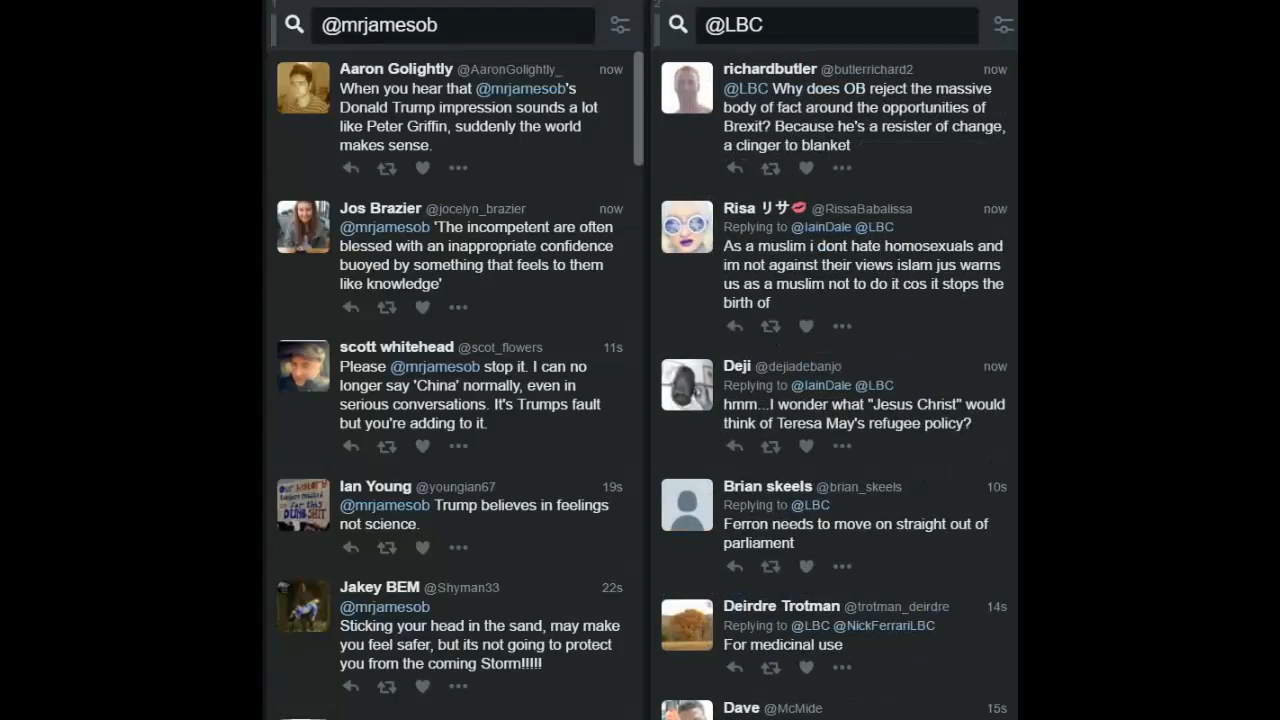 1
@mrjamesob
Aaron Golightly @AaronGolightly_ now
When you hear that @mrjamesob's
Donald Trump impression sounds a lot
like Peter Griffin, suddenly the world
makes sense.
Jos Brazier @jocelyn_brazier now
@mrjamesob 'The incompetent are often
blessed with an inappropriate confidence
buoyed by something that feels to them
like knowledge'
scott whitehead @scot_flowers 11s
Please @mrjamesob stop it. I can no
longer say 'China' normally, even in
serious conversations. It's Trumps fault
but you're adding to it.
Ian Young @youngian67 19s
@mrjamesob Trump believes in feelings
not science.
Jakey BEM @Shyman33 22s
@mrjamesob
Sticking your head in the sand, may make
you feel safer, but its not going to protect
you from the coming Storm!!!!!
2
@LBC
richardbutler @butlerrichard2 now
@LBC Why does OB reject the massive
body of fact around the opportunities of
Brexit? Because he's a resister of change,
a clinger to blanket
Risa リサ💋 @RissaBabalissa now
Replying to @IainDale @LBC
As a muslim i dont hate homosexuals and
im not against their views islam jus warns
us as a muslim not to do it cos it stops the
birth of
Deji @dejiadebanjo now
Replying to @IainDale @LBC
hmm...I wonder what "Jesus Christ" would
think of Teresa May's refugee policy?
Brian skeels @brian_skeels 10s
Replying to @LBC
Ferron needs to move on straight out of
parliament
Deirdre Trotman @trotman_deirdre 14s
Replying to @LBC @NickFerrariLBC
For medicinal use
Dave @McMide 15s